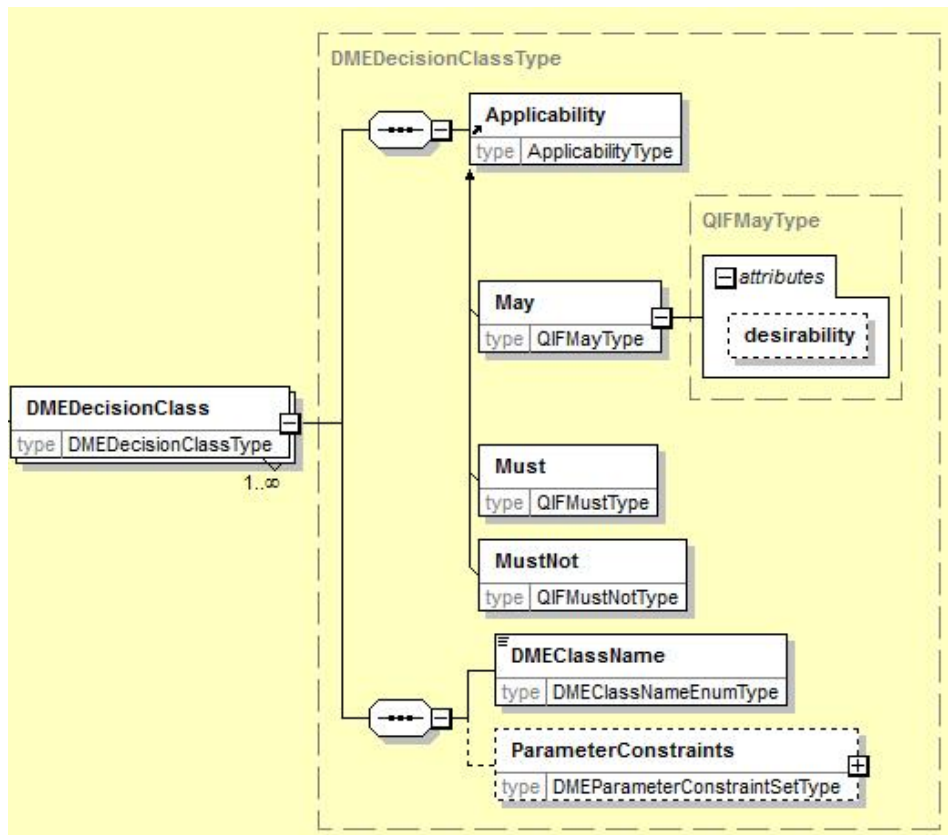 DMEDecisionClassType
Applicability
type ApplicabilityType
QIFMayType
attributes
May
type QIFMayType
desirability
DMEDecisionClass
type DMEDecisionClassType
1..∞
Must
type QIFMustType
MustNot
type QIFMustNotType
DMEClassName
type DMEClassNameEnumType
ParameterConstraints
type DMEParameterConstraintSetType